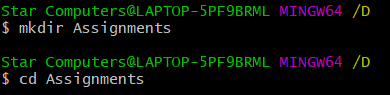 Star Computers@LAPTOP-5PF9BRML MINGW64 /D
$ mkdir Assignments
Star Computers@LAPTOP-5PF9BRML MINGW64 /D
$ cd Assignments